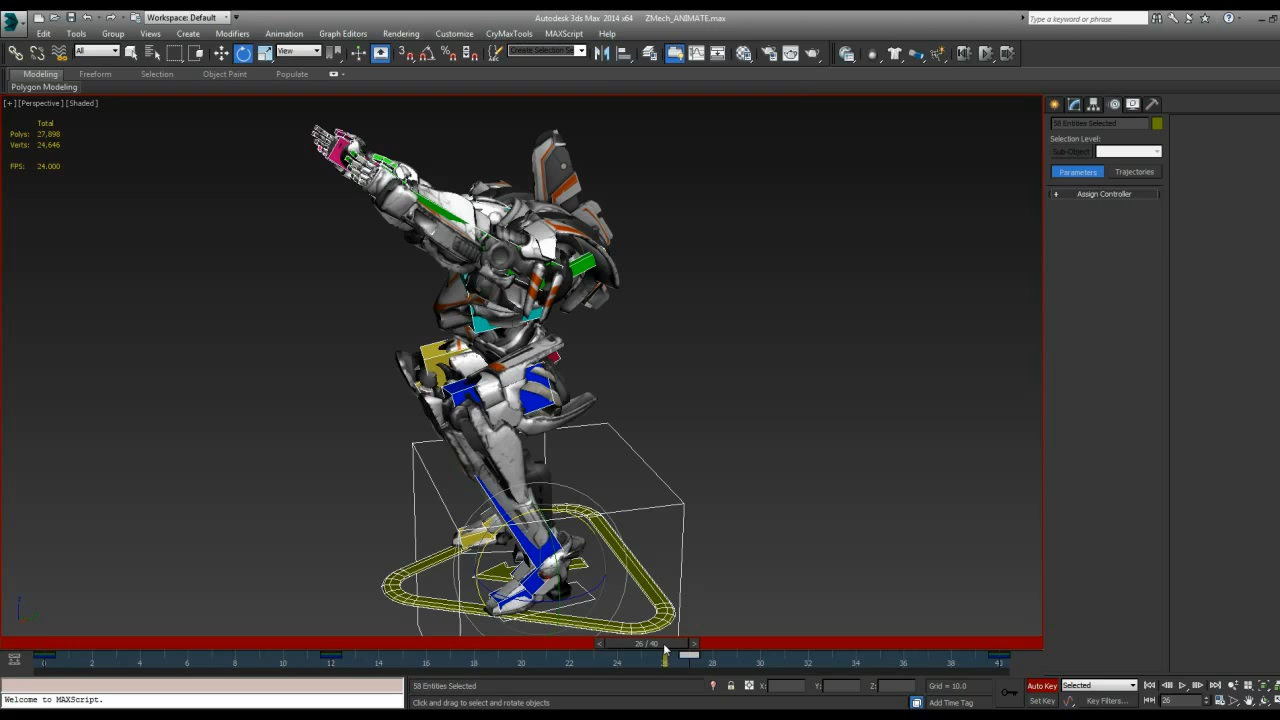 Workspace: Default
Autodesk 3ds Max 2014 x64 ZMech_ANIMATE.max
Type a keyword or phrase
Edit Tools Group Views Create Modifiers Animation Graph Editors Rendering Customize CryMaxTools MAXScript Help
All
View
Create Selection Se
Modeling Freeform Selection Object Paint Populate
Polygon Modeling
[+] [Perspective] [Shaded]
Total
Polys: 27,898
Verts: 24,646
FPS: 24.000
58 Entities Selected
Selection Level:
Sub-Object
Parameters Trajectories
+ Assign Controller
< 26 / 40 >
0 2 4 6 8 10 12 14 16 18 20 22 24 26 28 30 32 34 36 38 40
58 Entities Selected
X: Y: Z: Grid = 10.0
Auto Key Selected
Welcome to MAXScript.
Click and drag to select and rotate objects
Add Time Tag
Set Key Key Filters...
26